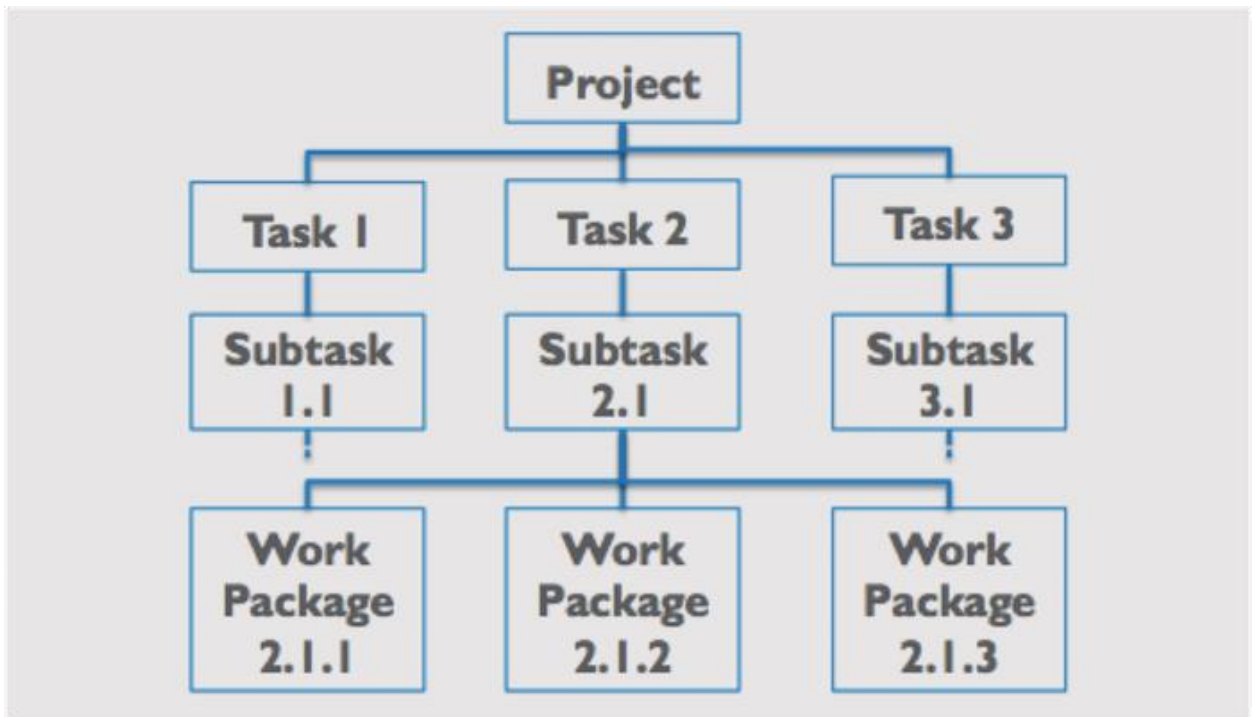 Project
Task 1
Task 2
Task 3
Subtask
1.1
Subtask
2.1
Subtask
3.1
Work
Package
2.1.1
Work
Package
2.1.2
Work
Package
2.1.3